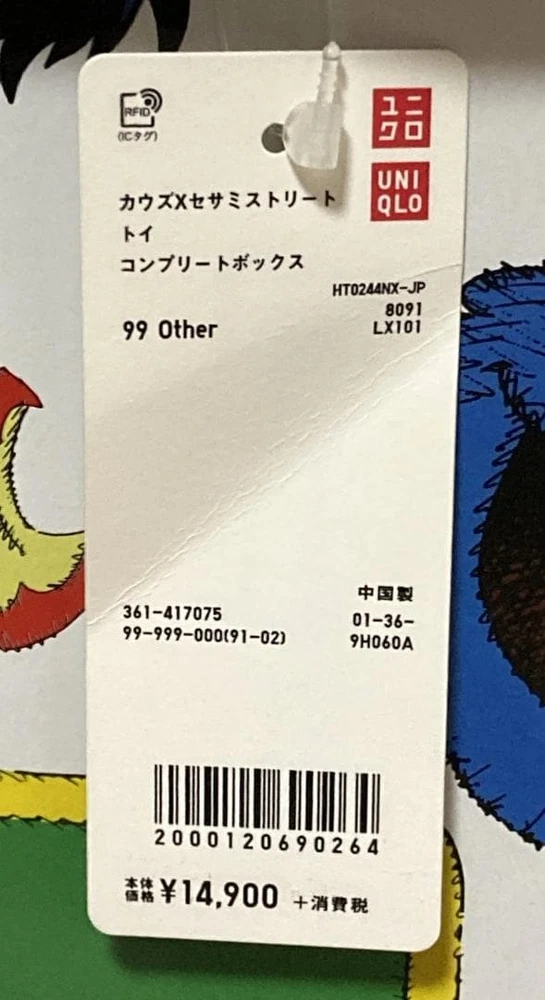 RFID
(ICタグ)
ユニ
クロ
UNI
QLO
カウズXセサミストリート
トイ
コンプリートボックス
HT0244NX-JP
8091
LX101
99 Other
中国製
361-417075
01-36-
99-999-000(91-02)
9H060A
2000120690264
本体
価格 ¥14,900 +消費税